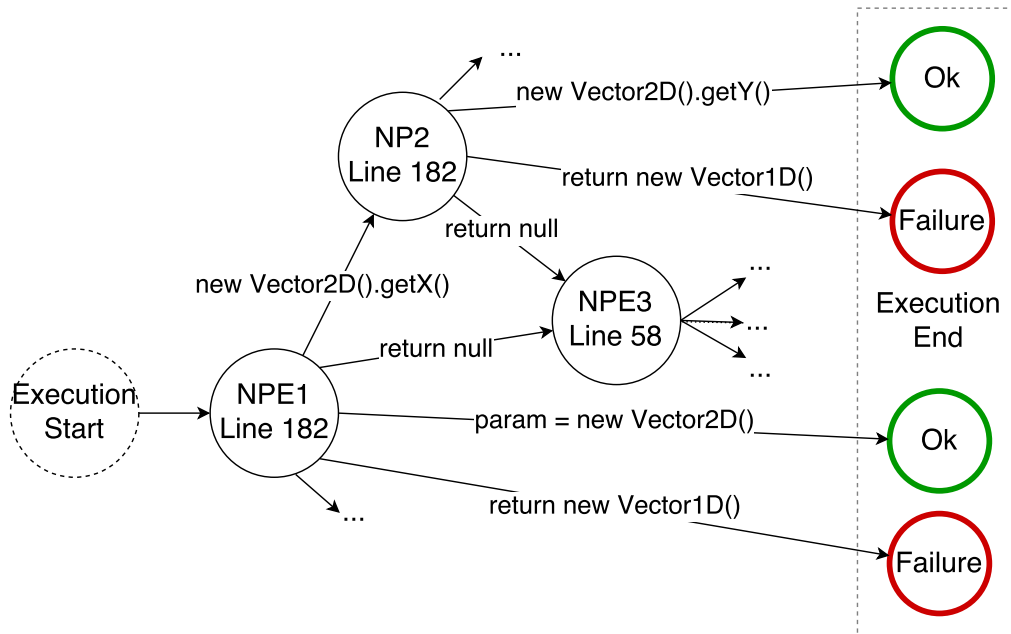 ...
new Vector2D().getY()
Ok
NP2
Line 182
return new Vector1D()
Failure
return null
new Vector2D().getX()
...
NPE3
Line 58
...
...
Execution
End
return null
Execution
Start
NPE1
Line 182
param = new Vector2D()
Ok
return new Vector1D()
...
Failure